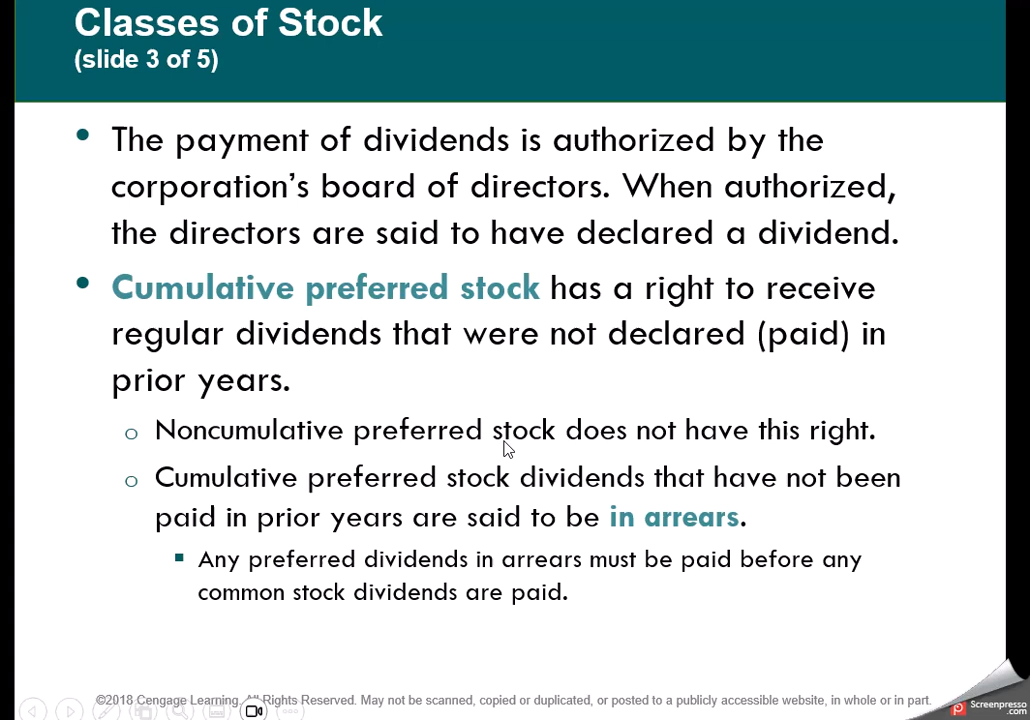 Classes of Stock
(slide 3 of 5)
• The payment of dividends is authorized by the
corporation's board of directors. When authorized,
the directors are said to have declared a dividend.
• Cumulative preferred stock has a right to receive
regular dividends that were not declared (paid) in
prior years.
o Noncumulative preferred stock does not have this right.
o Cumulative preferred stock dividends that have not been
paid in prior years are said to be in arrears.
▪ Any preferred dividends in arrears must be paid before any
common stock dividends are paid.
©2018 Cengage Learning. All Rights Reserved. May not be scanned, copied or duplicated, or posted to a publicly accessible website, in whole or in part.
Screenpresso
.com